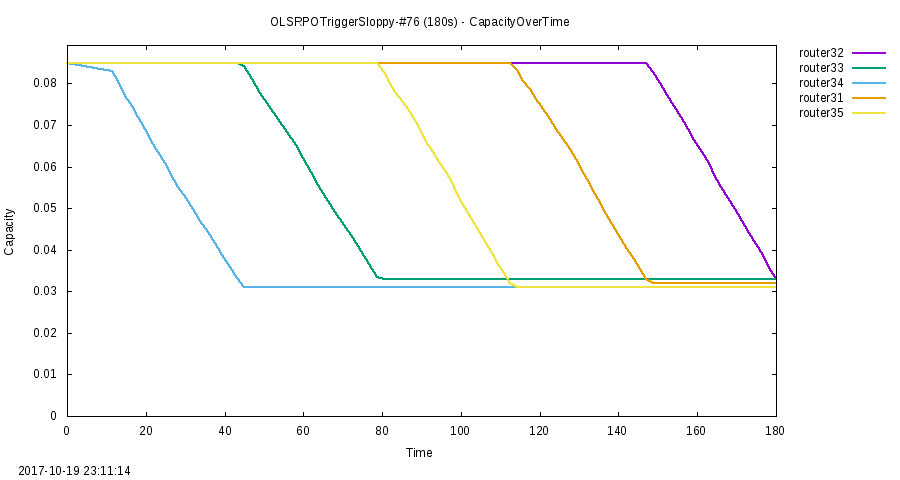 OLSRPOTriggerSloppy-#76 (180s) - CapacityOverTime
router32
router33
router34
router31
router35
Capacity
0.08
0.07
0.06
0.05
0.04
0.03
0.02
0.01
0
0 20 40 60 80 100 120 140 160 180
Time
2017-10-19 23:11:14